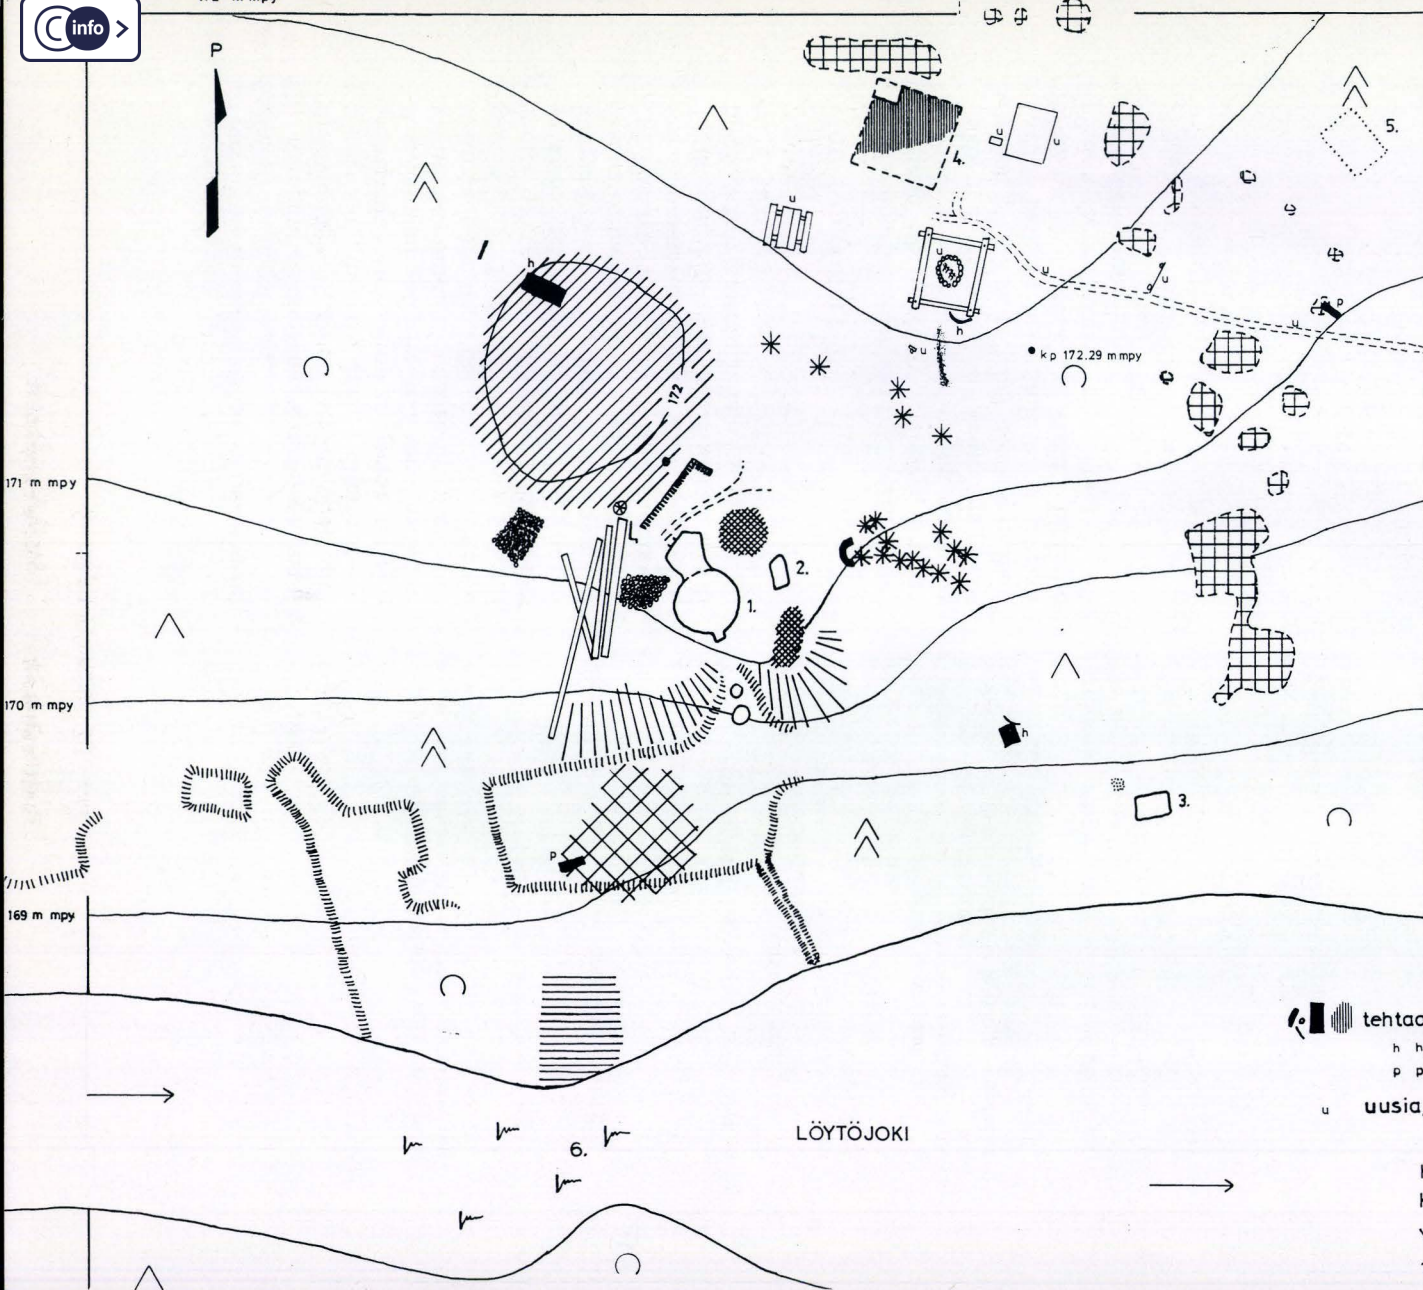 info
P
u
u
u
4.
5.
h
u
u
u
p
u
h
u
kp 172.29 mmpy
172
171 m mpy
2.
1.
170 m mpy
h
3.
p
169 m mpy
tehtaa
h h
p p
u uusia,
LÖYTÖJOKI
6.